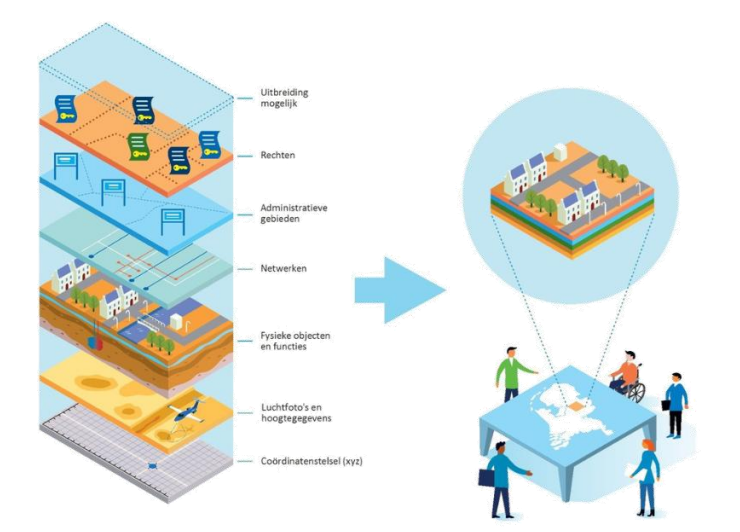 Uitbreiding
mogelijk
Rechten
Administratieve
gebieden
Netwerken
Fysieke objecten
en functies
Luchtfoto's en
hoogtegegevens
Coördinatenstelsel (xyz)